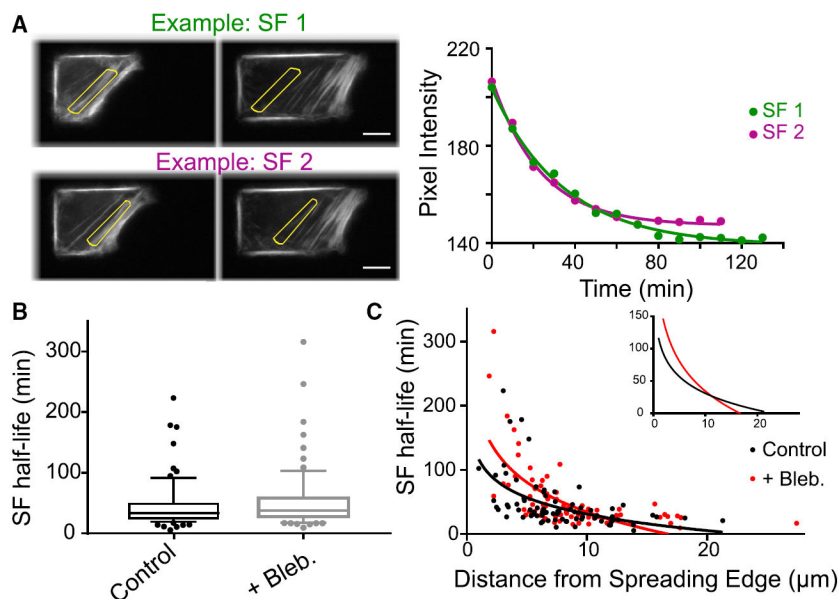 A
Example: SF 1
Example: SF 2
Pixel Intensity
220
180
140
0
40
80
120
Time (min)
SF 1
SF 2
B
SF half-life (min)
300
200
100
0
Control
+ Bleb.
C
SF half-life (min)
300
200
100
0
0
10
20
Distance from Spreading Edge (μm)
150
100
50
0
0
10
20
Control
+ Bleb.